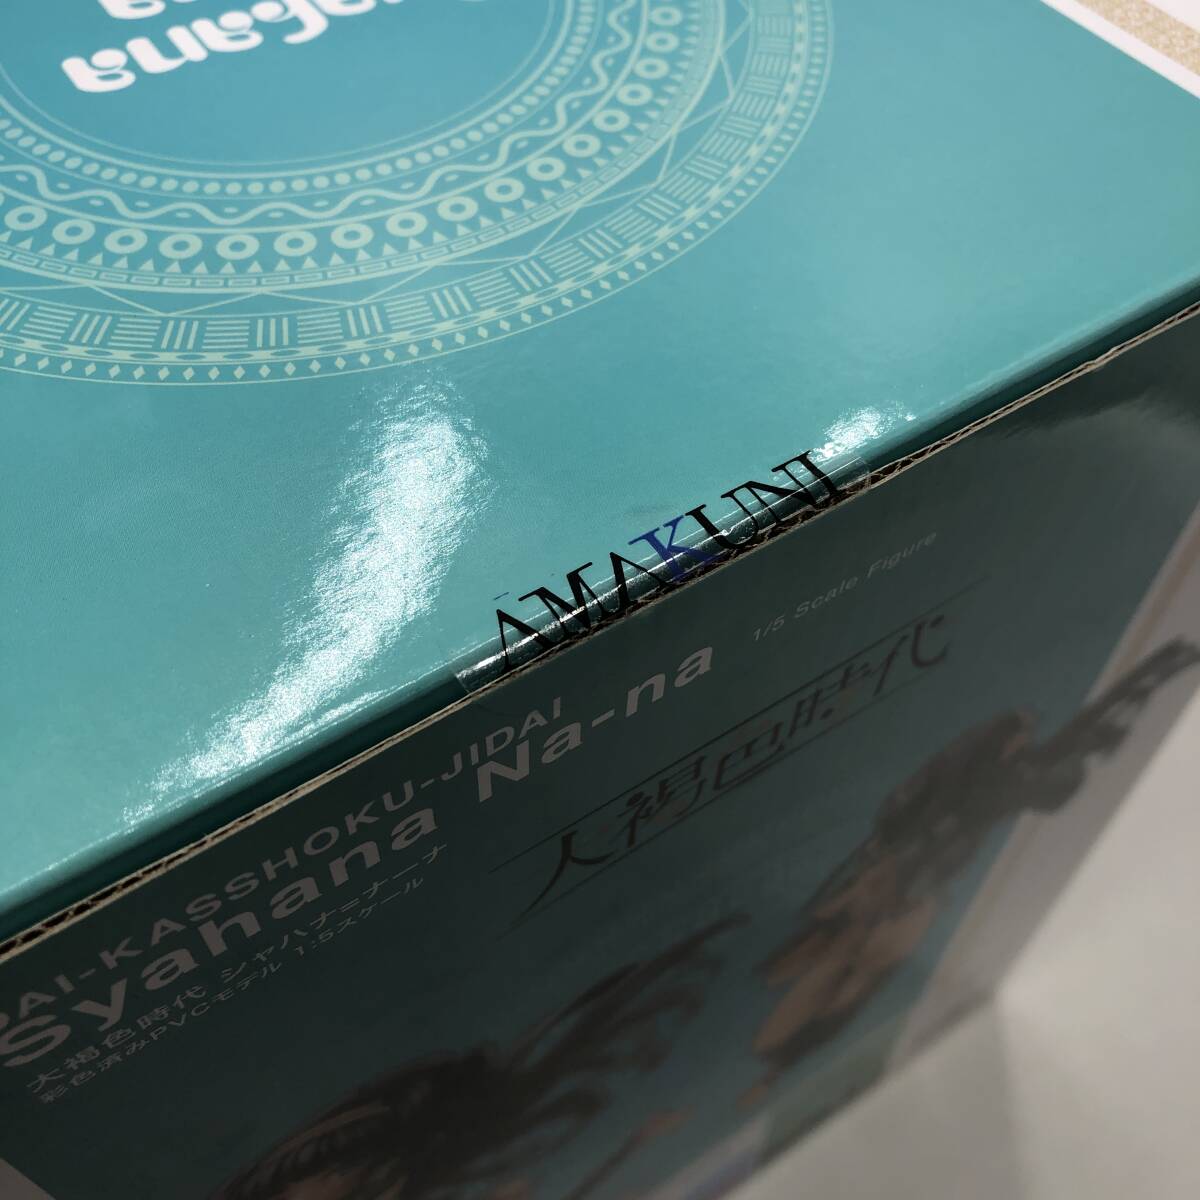 AMAKUNI
DAI-KASSHOKU-JIDAI
Syahana Na-na
大褐色時代 シャハナ=ナーナ
彩色済みPVCモデル 1:5スケール
1/5 Scale Figure
大褐色時代